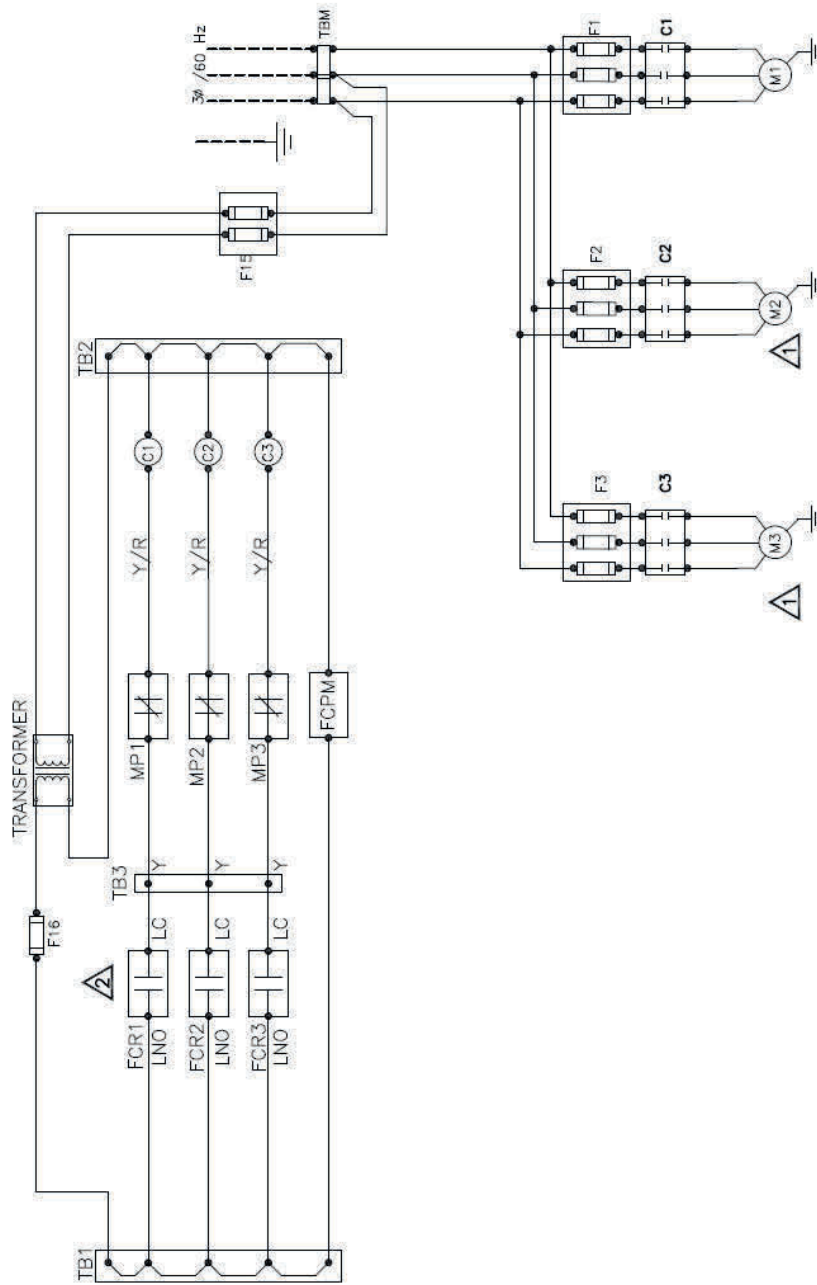 3ø /60 Hz
TBM
F15
F1
C1
M1
F2
C2
M2
1
F3
C3
M3
1
TRANSFORMER
F16
TB2
C1
Y/R
MP1
Y
LC
2
FCR1
LNO
C2
Y/R
MP2
Y
LC
FCR2
LNO
C3
Y/R
MP3
Y
LC
FCR3
LNO
TB3
FCPM
TB1